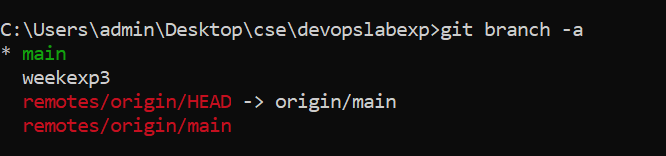 C:\Users\admin\Desktop\cse\devopslabexp>git branch -a
* main
  weekexp3
  remotes/origin/HEAD -> origin/main
  remotes/origin/main